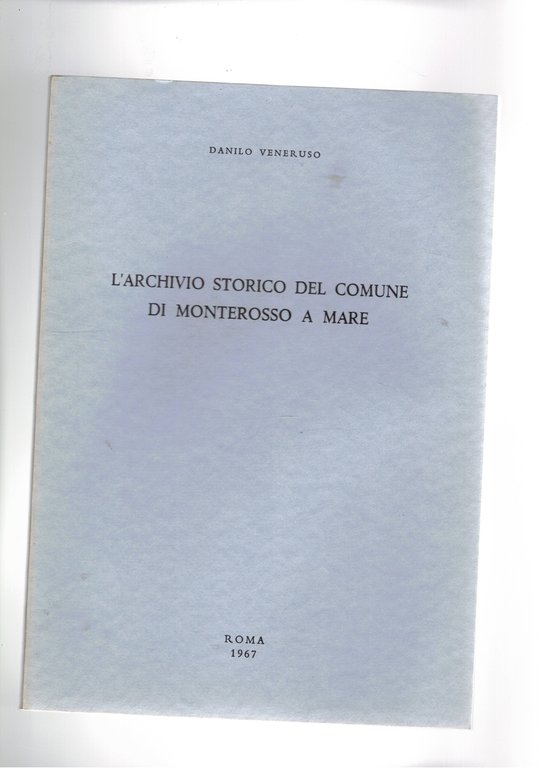 DANILO VENERUSO
L'ARCHIVIO STORICO DEL COMUNE
DI MONTEROSSO A MARE
ROMA
1967